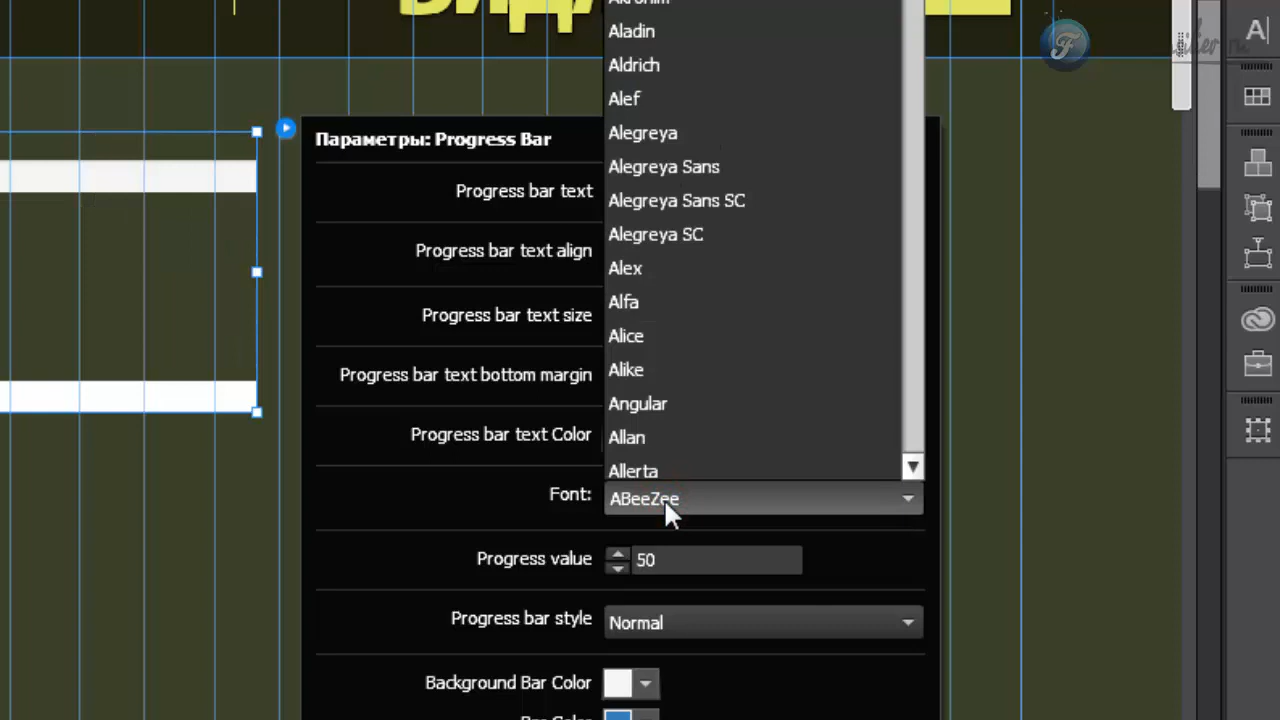 Aladin
Aldrich
Alef
Alegreya
Параметры: Progress Bar
Alegreya Sans
Progress bar text
Alegreya Sans SC
Alegreya SC
Progress bar text align
Alex
Alfa
Progress bar text size
Alice
Alike
Progress bar text bottom margin
Angular
Progress bar text Color
Allan
Allerta
Font:
ABeeZee
Progress value
50
Progress bar style
Normal
Background Bar Color
Bar Color